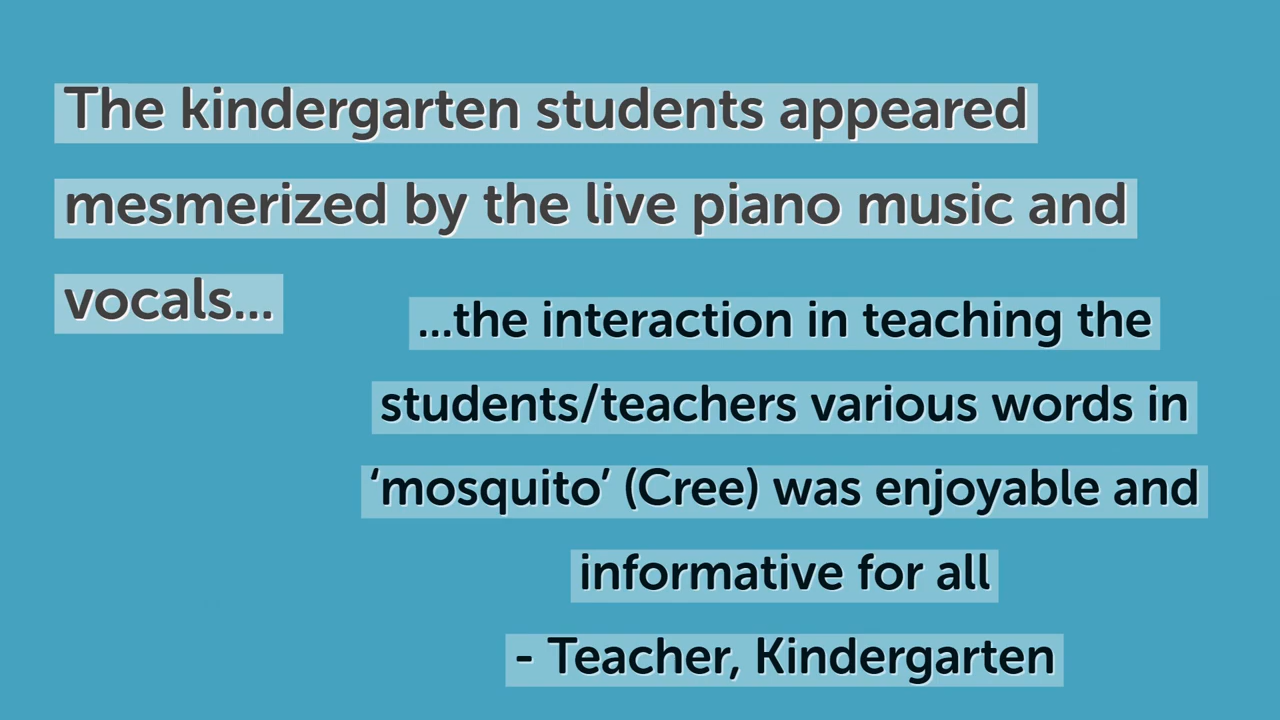 The kindergarten students appeared
mesmerized by the live piano music and
vocals...
...the interaction in teaching the
students/teachers various words in
‘mosquito’ (Cree) was enjoyable and
informative for all
- Teacher, Kindergarten